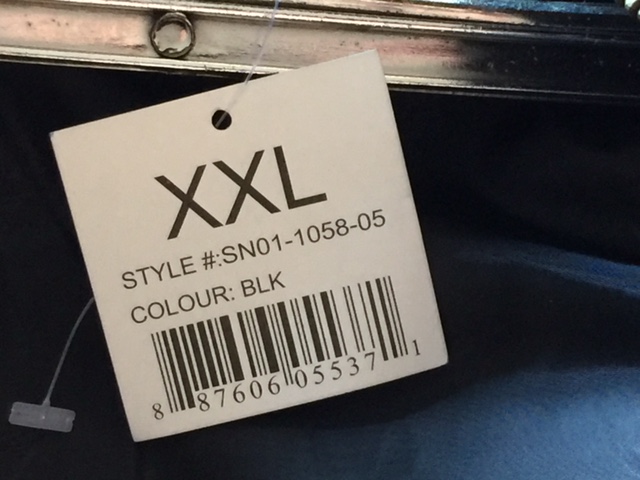 XXL
STYLE #:SN01-1058-05
COLOUR: BLK
8 87606 05537 1